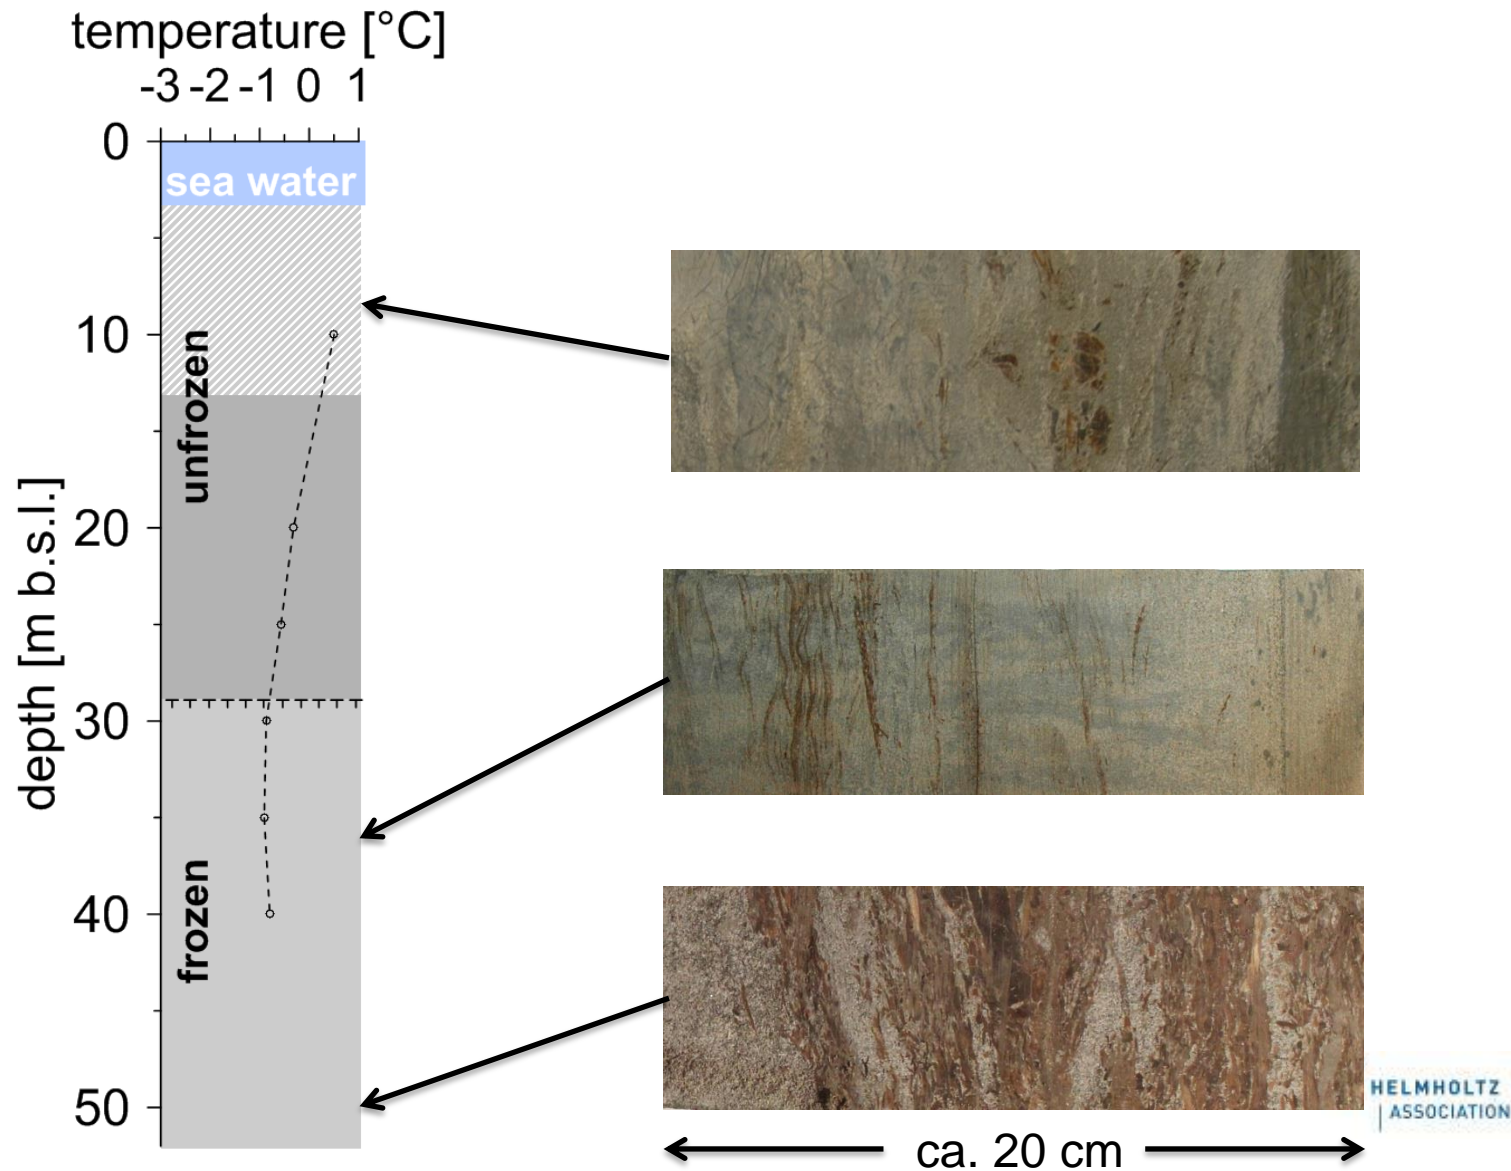 temperature [°C]
-3 -2 -1 0 1
0
sea water
10
unfrozen
20
depth [m b.s.l.]
30
frozen
40
50
HELMHOLTZ
ASSOCIATION
ca. 20 cm